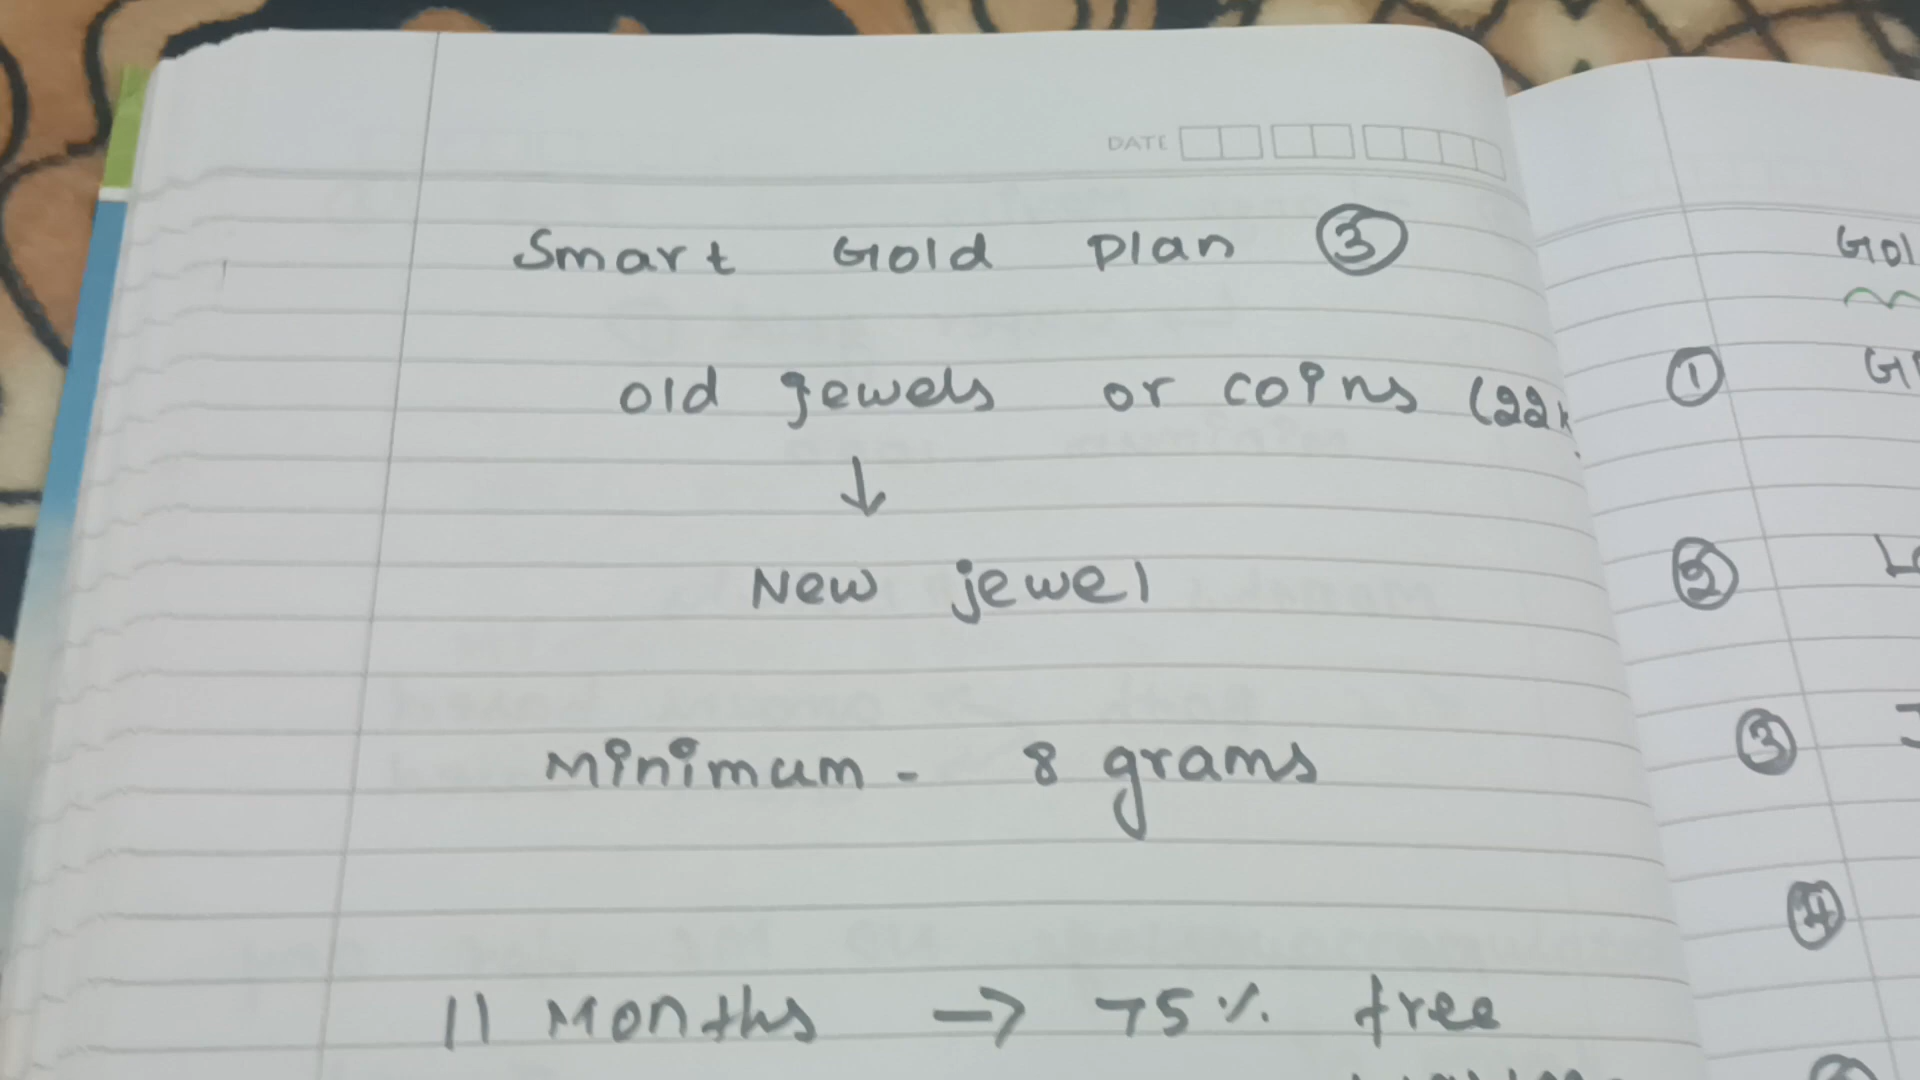 DATE
Smart Gold plan ③
old jewels or coins (22k
↓
New jewel
Minimum - 8 grams
11 Months → 75% free
①
②
③
④